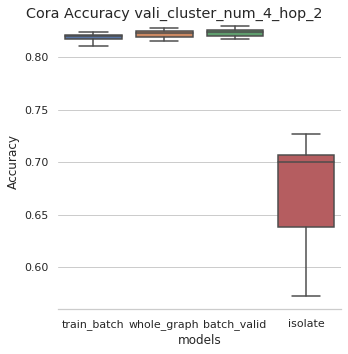 Cora Accuracy vali_cluster_num_4_hop_2
0.80
0.75
0.70
0.65
0.60
Accuracy
train_batch whole_graph batch_valid isolate
models